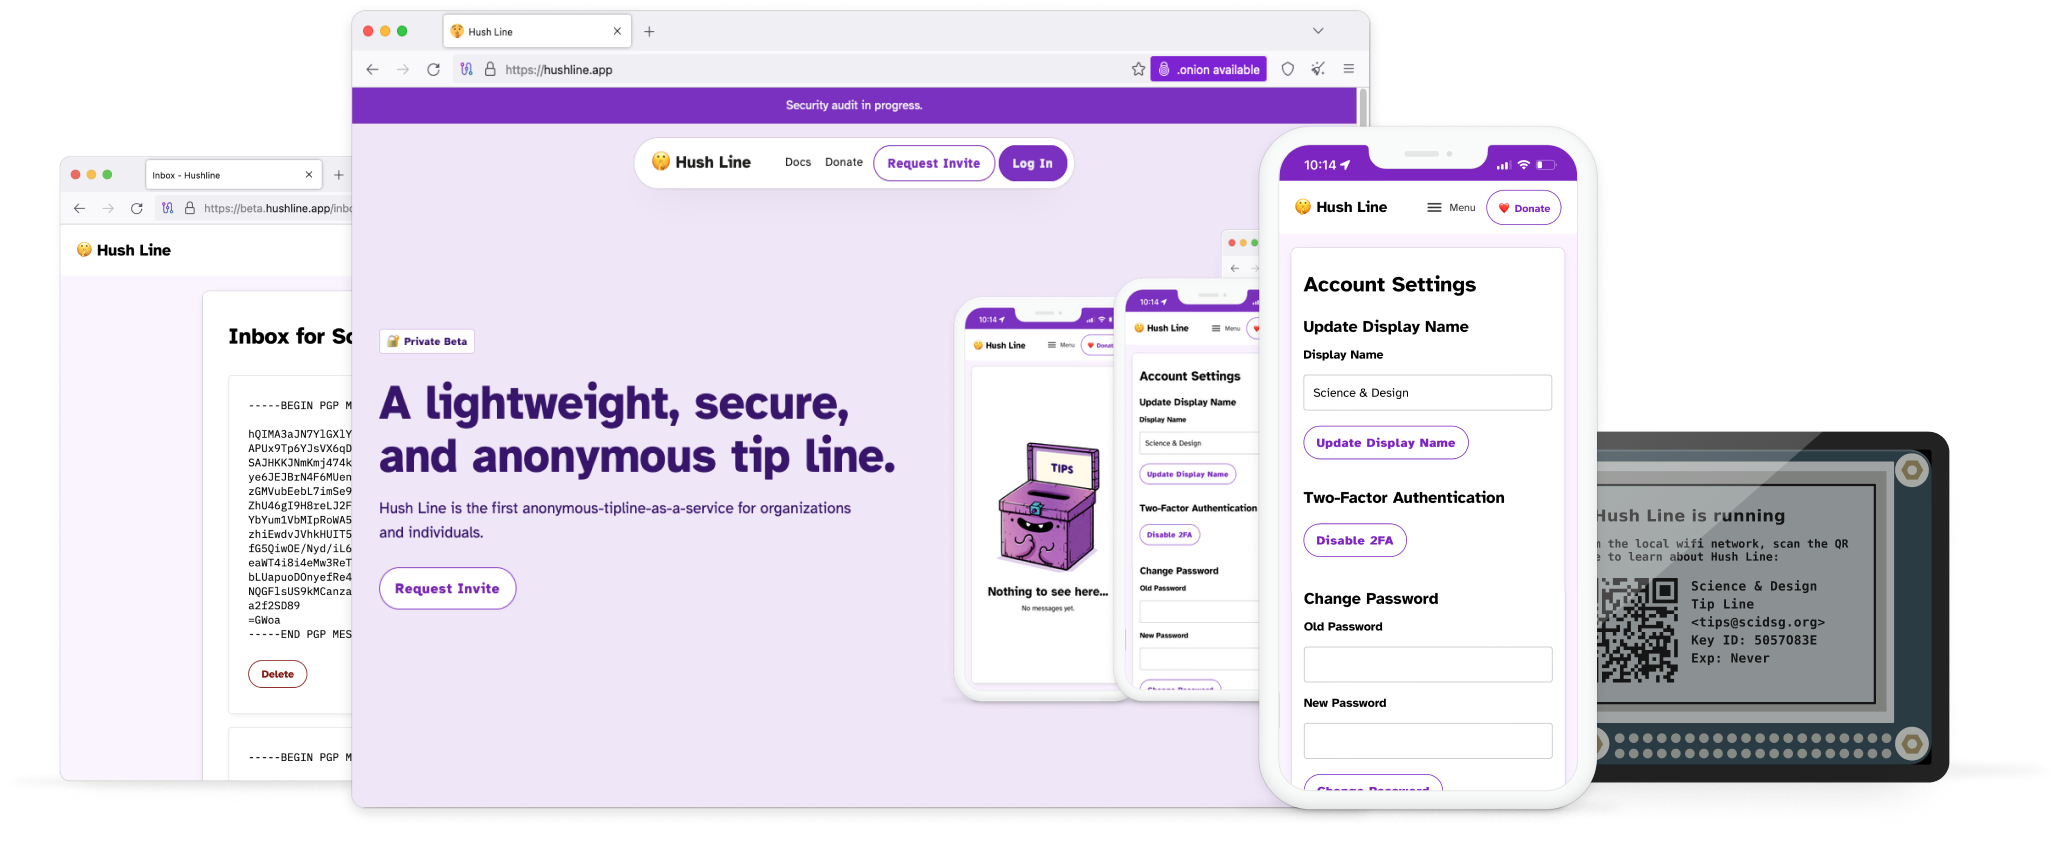 Inbox - Hushline
https://beta.hushline.app/inbo
Hush Line
Inbox for Sc
-----BEGIN PGP M
hQIMA3aJN7YlGXlY
APUx9Tp6YJsVX6qD
SAJHKKJNmKmj474k
ye6JEJBrN4F6MUen
zGMVubEebL7imSe9
ZhU46gI9H8reLJ2F
YbYum1VbMIpRoWA5
zhiEwdvJVhkHUIT5
fG5QiwOE/Nyd/iL6
eaWT4i8i4eMw3ReT
bLUapuoDOnyefRe4
NQGFlsUS9kMCanza
a2f2SD89
=GWoa
-----END PGP MES
Delete
-----BEGIN PGP M
Hush Line
https://hushline.app
.onion available
Security audit in progress.
Hush Line Docs Donate Request Invite Log In
Private Beta
A lightweight, secure,
and anonymous tip line.
Hush Line is the first anonymous-tipline-as-a-service for organizations
and individuals.
Request Invite
10:14
Hush Line Menu Donat
TIPS
Nothing to see here...
No messages yet.
10:14
Hush Line Menu
Account Settings
Update Display Name
Display Name
Science & Design
Update Display Name
Two-Factor Authentication
Disable 2FA
Change Password
Old Password
New Password
Change Password
10:14
Hush Line Menu Donate
Account Settings
Update Display Name
Display Name
Science & Design
Update Display Name
Two-Factor Authentication
Disable 2FA
Change Password
Old Password
New Password
Change Password
Hush Line is running
the local wifi network, scan the QR
to learn about Hush Line:
Science & Design
Tip Line
<tips@scidsg.org>
Key ID: 5057083E
Exp: Never